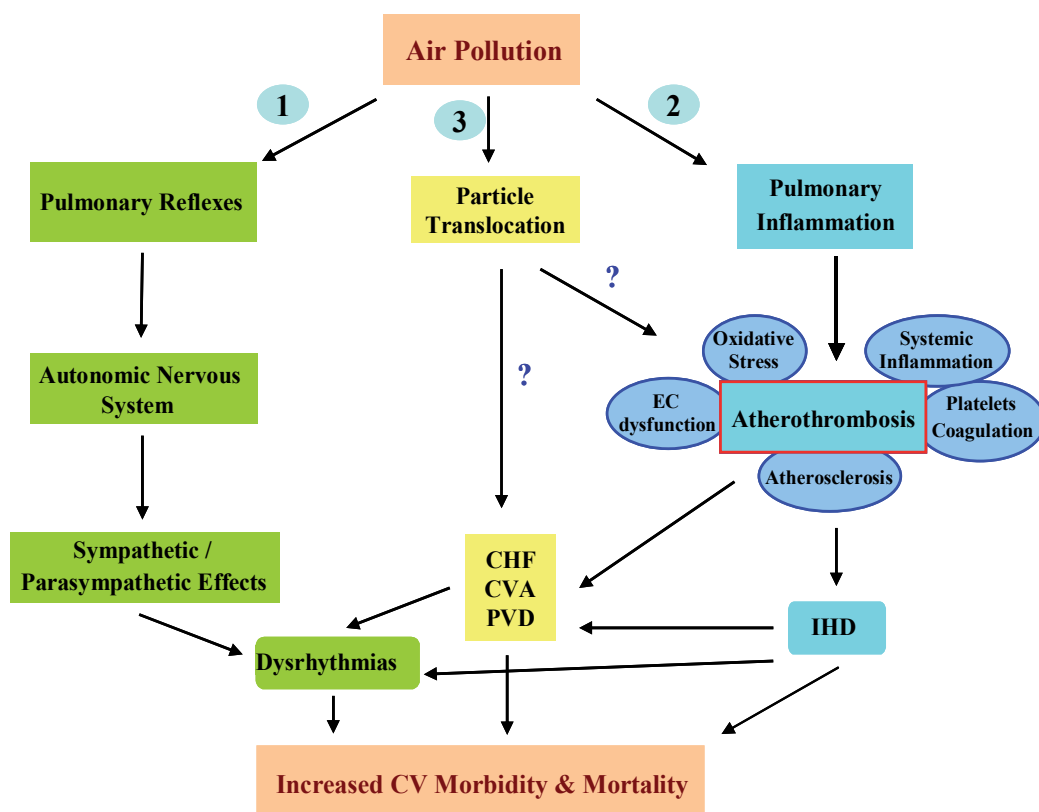 Air Pollution
1
3
2
Pulmonary Reflexes
Particle
Translocation
Pulmonary
Inflammation
?
?
Oxidative
Stress
Systemic
Inflammation
EC
dysfunction
Atherothrombosis
Platelets
Coagulation
Atherosclerosis
Autonomic Nervous
System
Sympathetic /
Parasympathetic Effects
CHF
CVA
PVD
IHD
Dysrhythmias
Increased CV Morbidity & Mortality